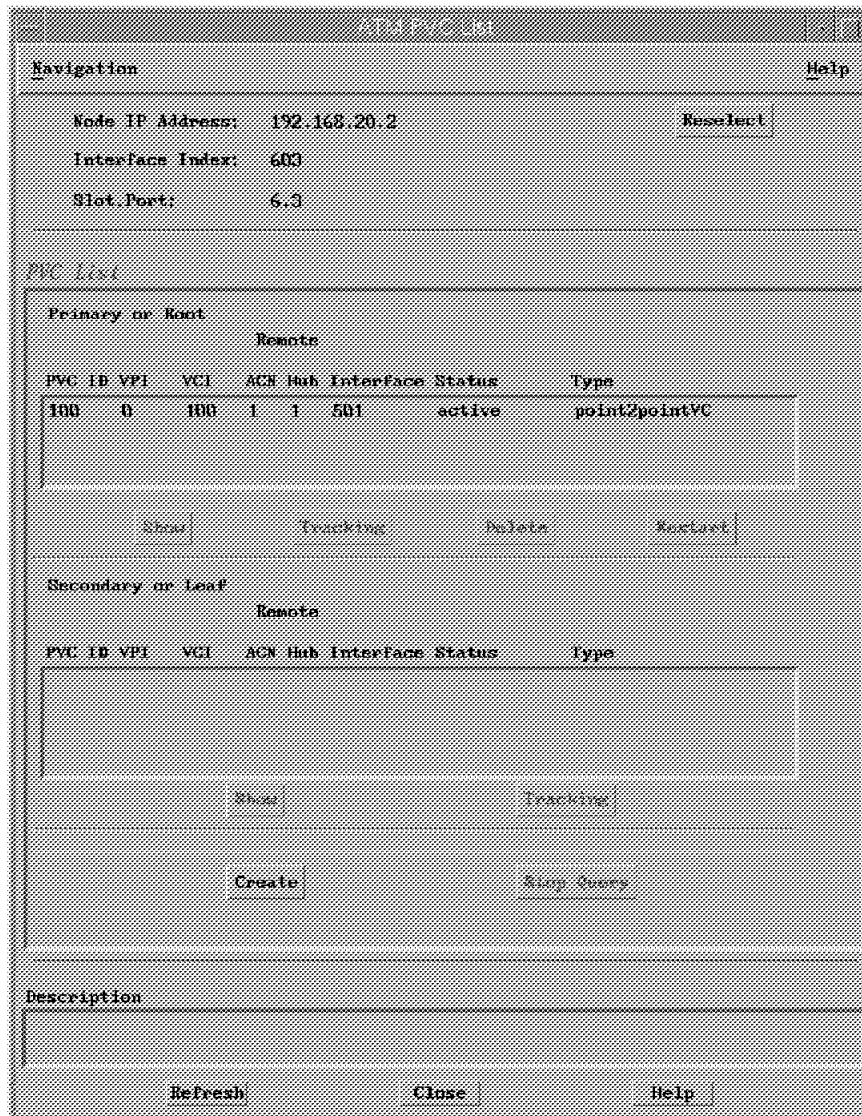 ATM PVC List
Navigation Help
Node IP Address: 192.168.20.2 Reselect
Interface Index: 603
Slot.Port: 6.3
PVC List
Primary or Root
Remote
PVC ID VPI VCI ACN Hub Interface Status Type
100 0 100 1 1 501 active point2pointVC
Show Tracking Delete Restart
Secondary or Leaf
Remote
PVC ID VPI VCI ACN Hub Interface Status Type
Show Tracking
Create Stop Query
Description
Refresh Close Help